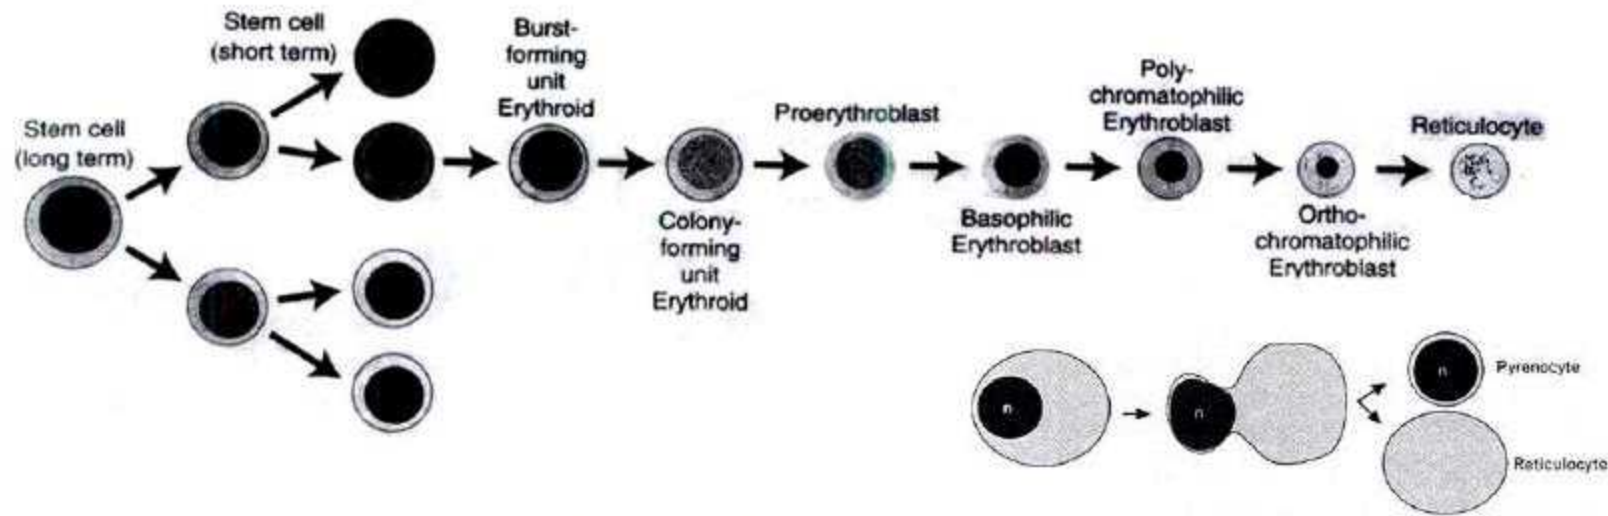 Stem cell
(short term)
Stem cell
(long term)
Burst-
forming
unit
Erythroid
Colony-
forming
unit
Erythroid
Proerythroblast
Basophilic
Erythroblast
Poly-
chromatophilic
Erythroblast
Ortho-
chromatophilic
Erythroblast
Reticulocyte
n
n
n
Pyrenocyte
Reticulocyte